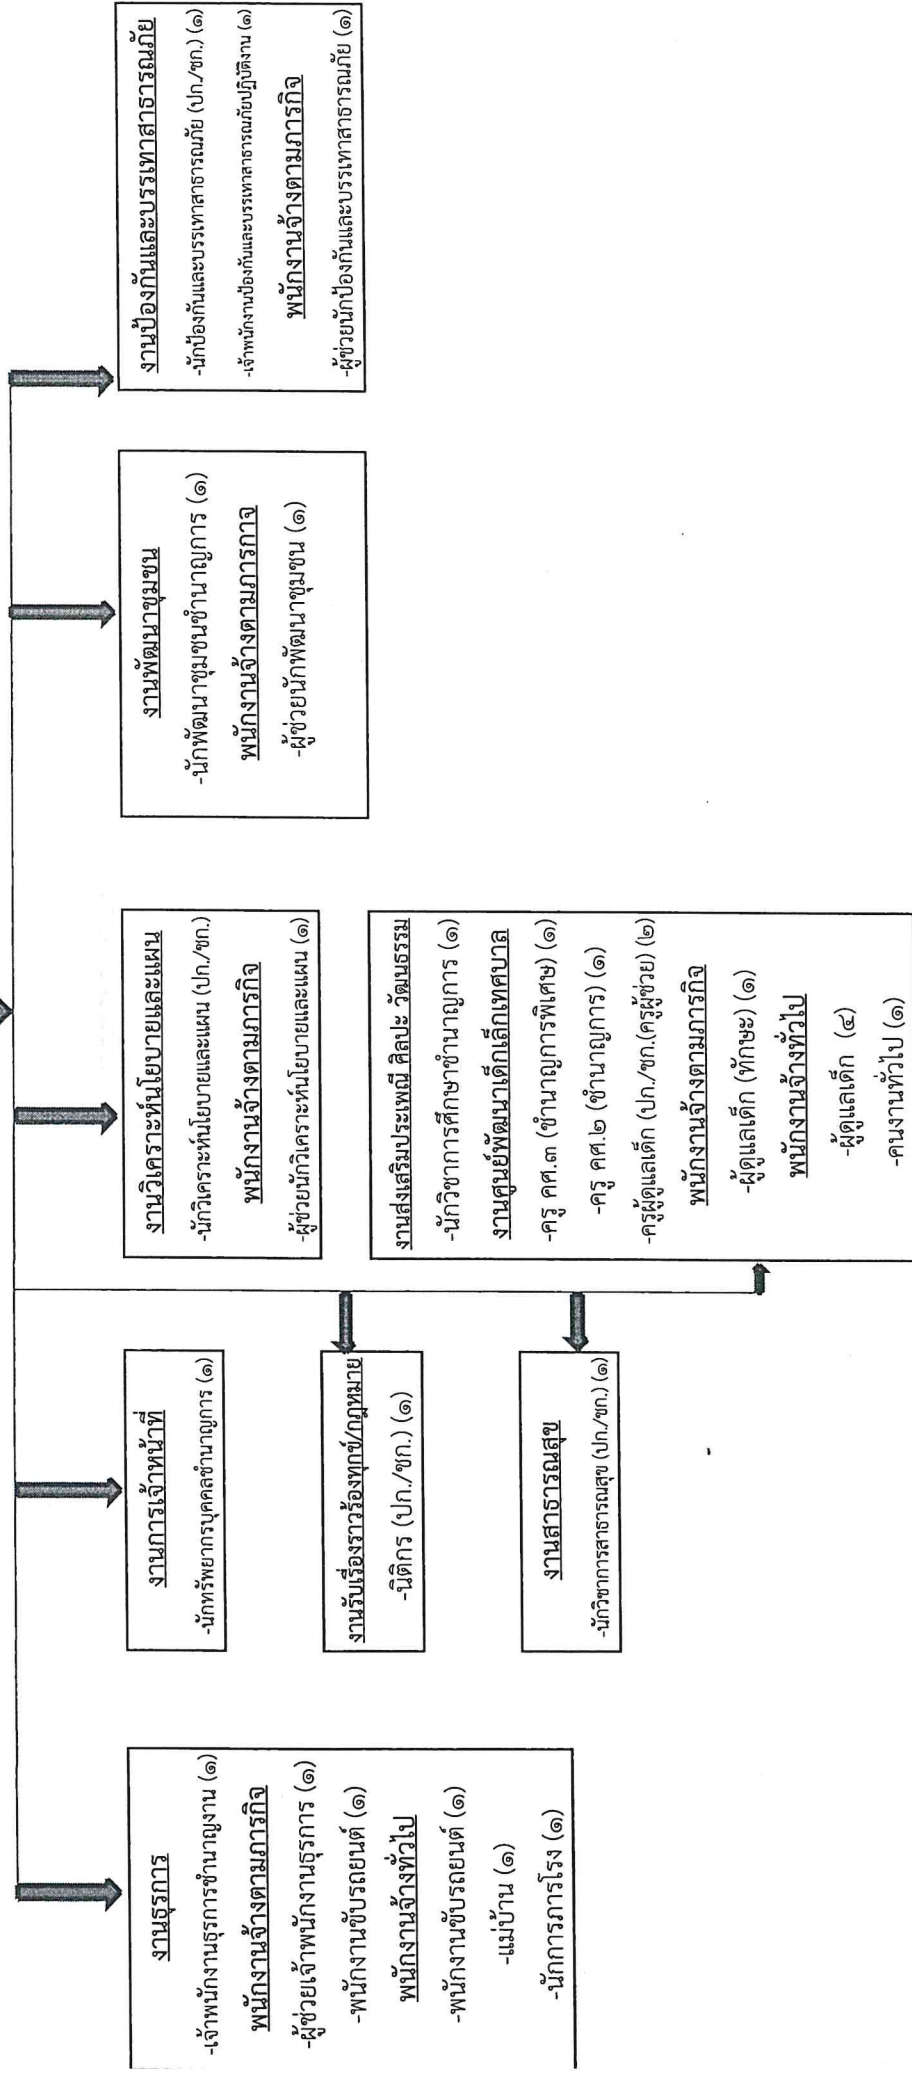 งานธุรการ
-เจ้าพนักงานธุรการชำนาญงาน (๑)
พนักงานจ้างตามภารกิจ
-ผู้ช่วยเจ้าพนักงานธุรการ (๑)
-พนักงานขับรถยนต์ (๑)
พนักงานจ้างทั่วไป
-พนักงานขับรถยนต์ (๑)
-แม่บ้าน (๑)
-นักการภารโรง (๑)
งานการเจ้าหน้าที่
-นักทรัพยากรบุคคลชำนาญการ (๑)
งานรับเรื่องราวร้องทุกข์/กฎหมาย
-นิติกร (ปก./ชก.) (๑)
งานสาธารณสุข
-นักวิชาการสาธารณสุข (ปก./ชก.) (๑)
งานวิเคราะห์นโยบายและแผน
-นักวิเคราะห์นโยบายและแผน (ปก./ชก.)
พนักงานจ้างตามภารกิจ
-ผู้ช่วยนักวิเคราะห์นโยบายและแผน (๑)
งานส่งเสริมประเพณี ศิลปะ วัฒนธรรม
-นักวิชาการศึกษาชำนาญการ (๑)
งานศูนย์พัฒนาเด็กเล็กเทศบาล
-ครู คศ.๓ (ชำนาญการพิเศษ) (๑)
-ครู คศ.๒ (ชำนาญการ) (๑)
-ครูผู้ดูแลเด็ก (ปก./ชก.(ครูผู้ช่วย) (๒)
พนักงานจ้างตามภารกิจ
-ผู้ดูแลเด็ก (ทักษะ) (๑)
พนักงานจ้างทั่วไป
-ผู้ดูแลเด็ก (๔)
-คนงานทั่วไป (๑)
งานพัฒนาชุมชน
-นักพัฒนาชุมชนชำนาญการ (๑)
พนักงานจ้างตามภารกาจ
-ผู้ช่วยนักพัฒนาชุมชน (๑)
งานป้องกันและบรรเทาสาธารณภัย
-นักป้องกันและบรรเทาสาธารณภัย (ปก./ชก.) (๑)
-เจ้าพนักงานป้องกันและบรรเทาสาธารณภัยปฏิบัติงาน (๑)
พนักงานจ้างตามภารกิจ
-ผู้ช่วยนักป้องกันและบรรเทาสาธารณภัย (๑)